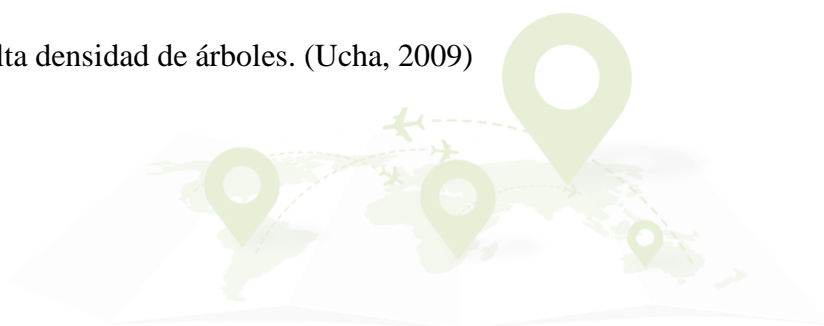 lta densidad de árboles. (Ucha, 2009)